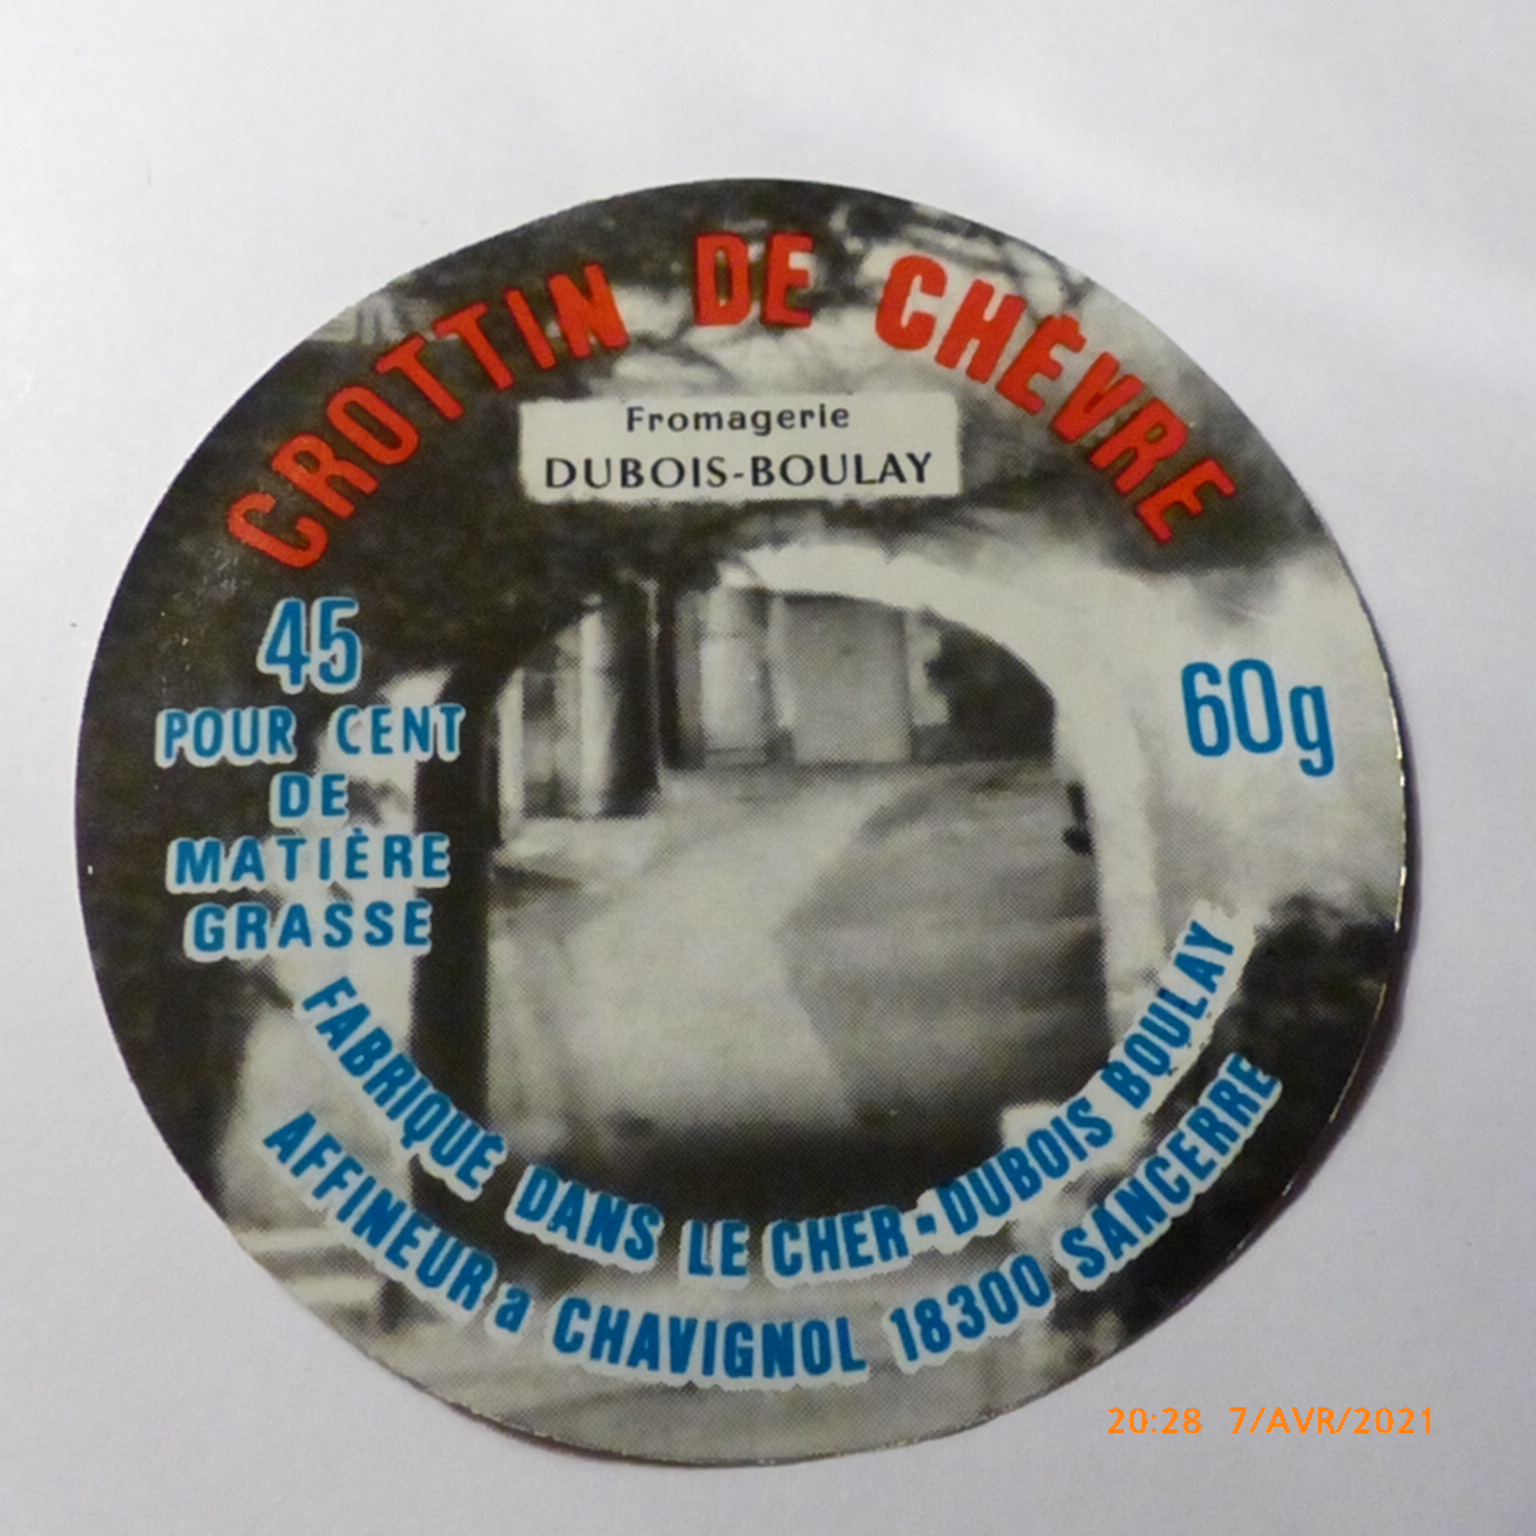 CROTTIN DE CHÈVRE
Fromagerie
DUBOIS-BOULAY
45
POUR CENT
DE
MATIÈRE
GRASSE
60g
FABRIQUÉ DANS LE CHER-DUBOIS BOULAY
AFFINEUR a CHAVIGNOL 18300 SANCERRE
20:28 7/AVR/2021